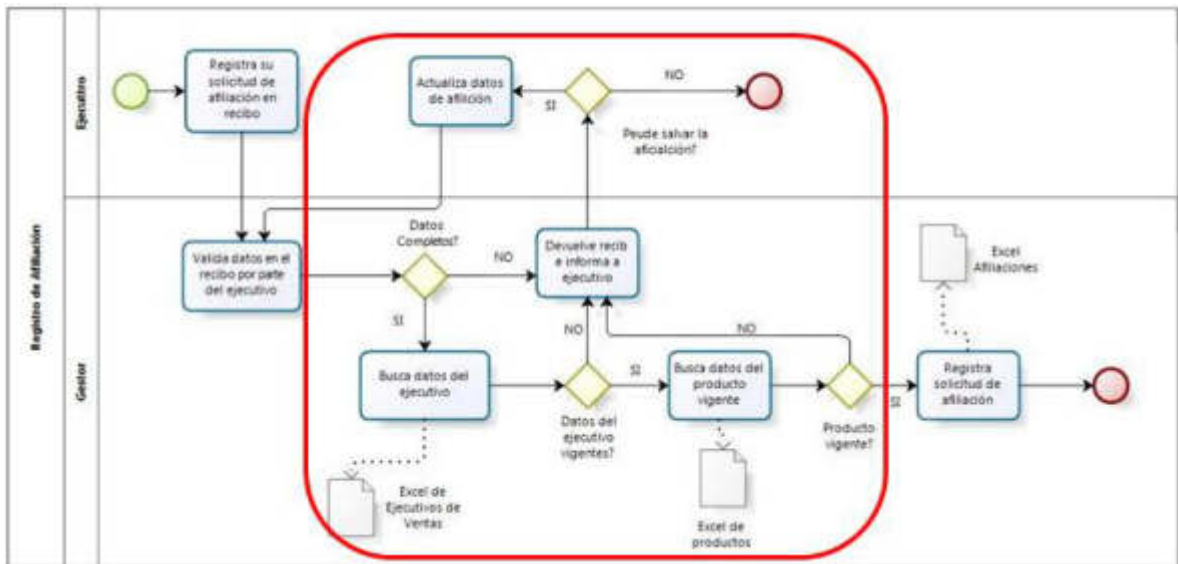 Registro de Afiliación
Ejecutivo
Registra su
solicitud de
afiliación en
recibo
Actualiza datos
de afilición
SI
NO
Peude salvar la
aficialción?
Gestor
Valida datos en el
recibo por parte
del ejecutivo
Datos
Completos?
NO
SI
Devuelve recib
e informa a
ejecutivo
Busca datos del
ejecutivo
Excel de
Ejecutivos de
Ventas
NO
SI
Datos del
ejecutivo
vigentes?
Busca datos del
producto
vigente
Excel de
productos
NO
SI
Producto
vigente?
Registra
solicitud de
afiliación
Excel
Afiliaciones